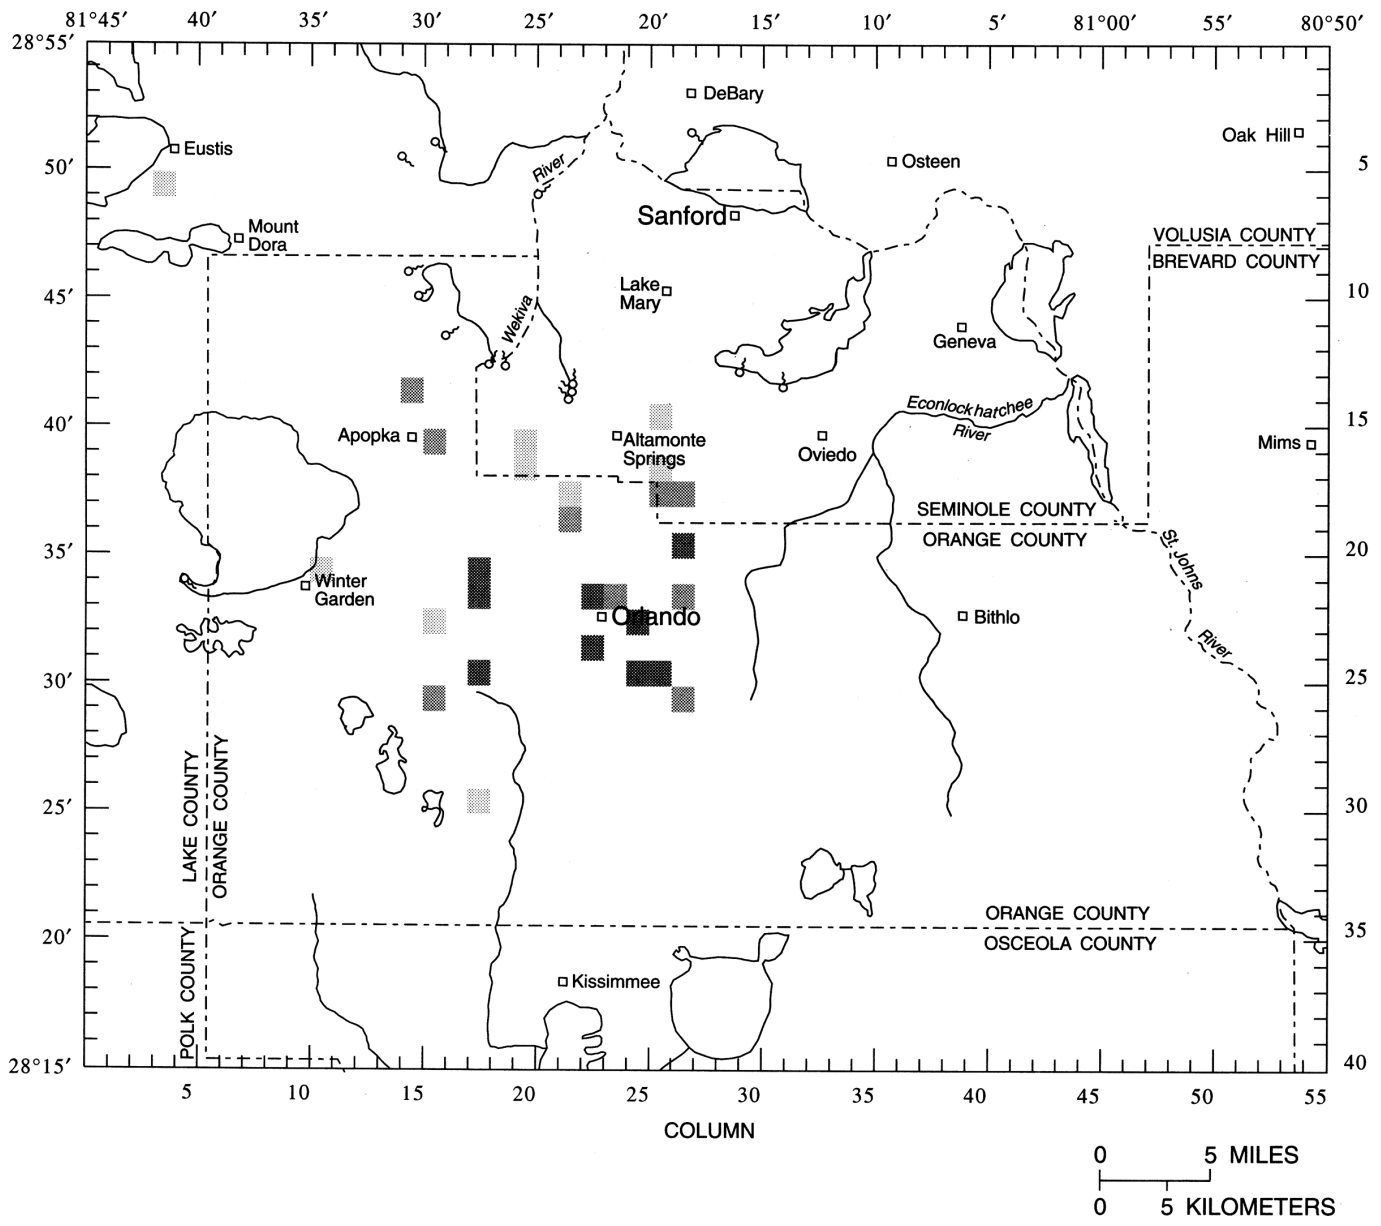 81°45′ 40′ 35′ 30′ 25′ 20′ 15′ 10′ 5′ 81°00′ 55′ 80°50′
28°55′
DeBary
Oak Hill
Eustis
50′
Osteen
5
River
Sanford
Mount
Dora
VOLUSIA COUNTY
BREVARD COUNTY
Lake
Mary
45′
10
Wekiva
Geneva
Econlockhatchee
River
40′
15
Apopka
Altamonte
Springs
Oviedo
Mims
SEMINOLE COUNTY
ORANGE COUNTY
35′
20
St. Johns
River
Winter
Garden
Orlando
Bithlo
30′
25
LAKE COUNTY
ORANGE COUNTY
25′
30
ORANGE COUNTY
OSCEOLA COUNTY
20′
35
POLK COUNTY
Kissimmee
28°15′
40
5 10 15 20 25 30 35 40 45 50 55
COLUMN
0 5 MILES
0 5 KILOMETERS